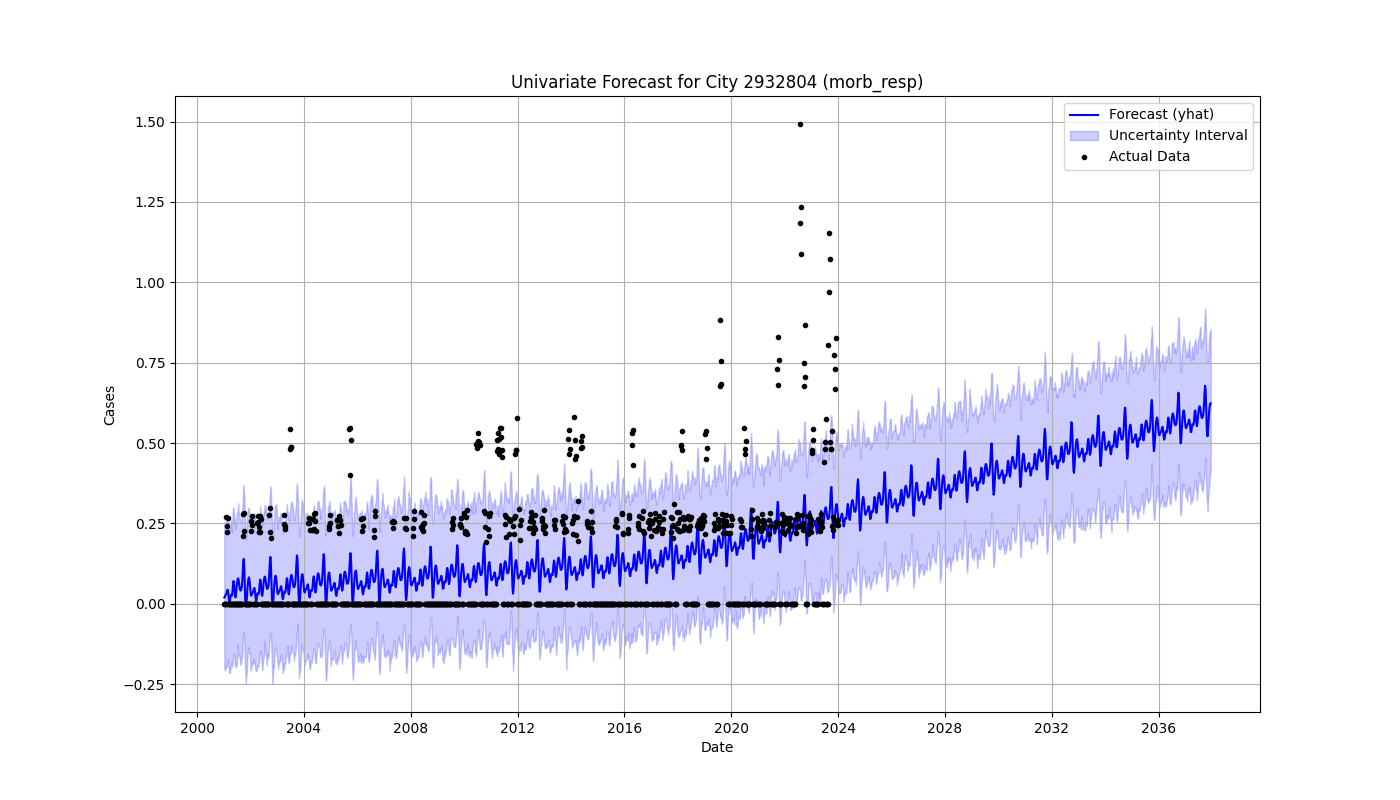 Univariate Forecast for City 2932804 (morb_resp)
Forecast (yhat)
Uncertainty Interval
Actual Data
Cases
1.50
1.25
1.00
0.75
0.50
0.25
0.00
−0.25
2000 2004 2008 2012 2016 2020 2024 2028 2032 2036
Date